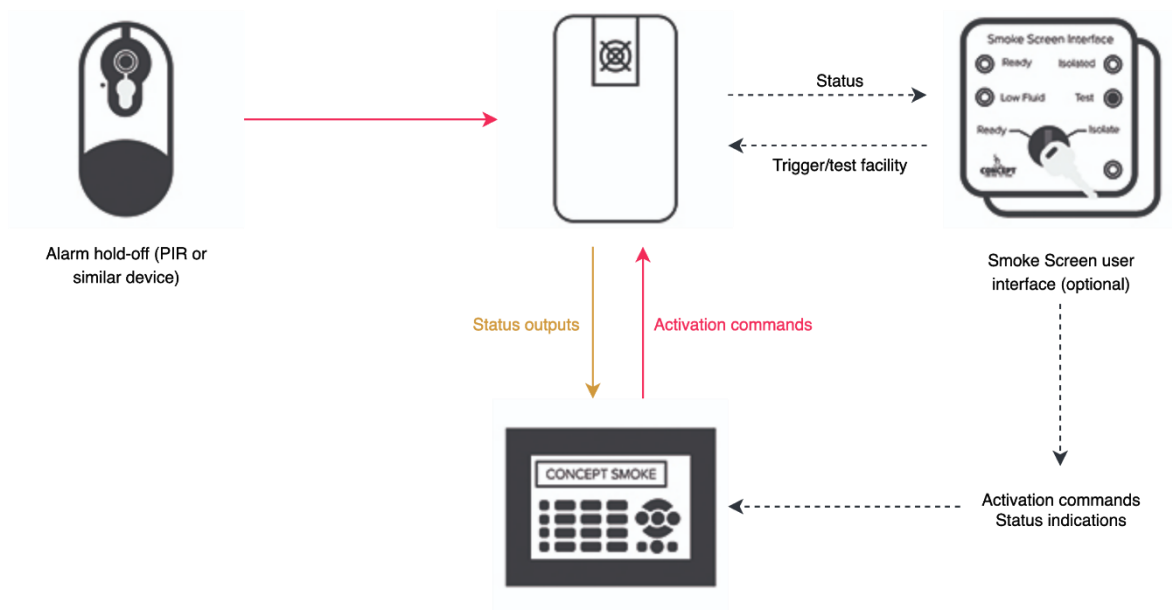 Smoke Screen Interface
Ready Isolated
Low Fluid Test
Ready Isolate
CONCEPT
Status
Trigger/test facility
Alarm hold-off (PIR or
similar device)
Smoke Screen user
interface (optional)
Status outputs
Activation commands
CONCEPT SMOKE
Activation commands
Status indications